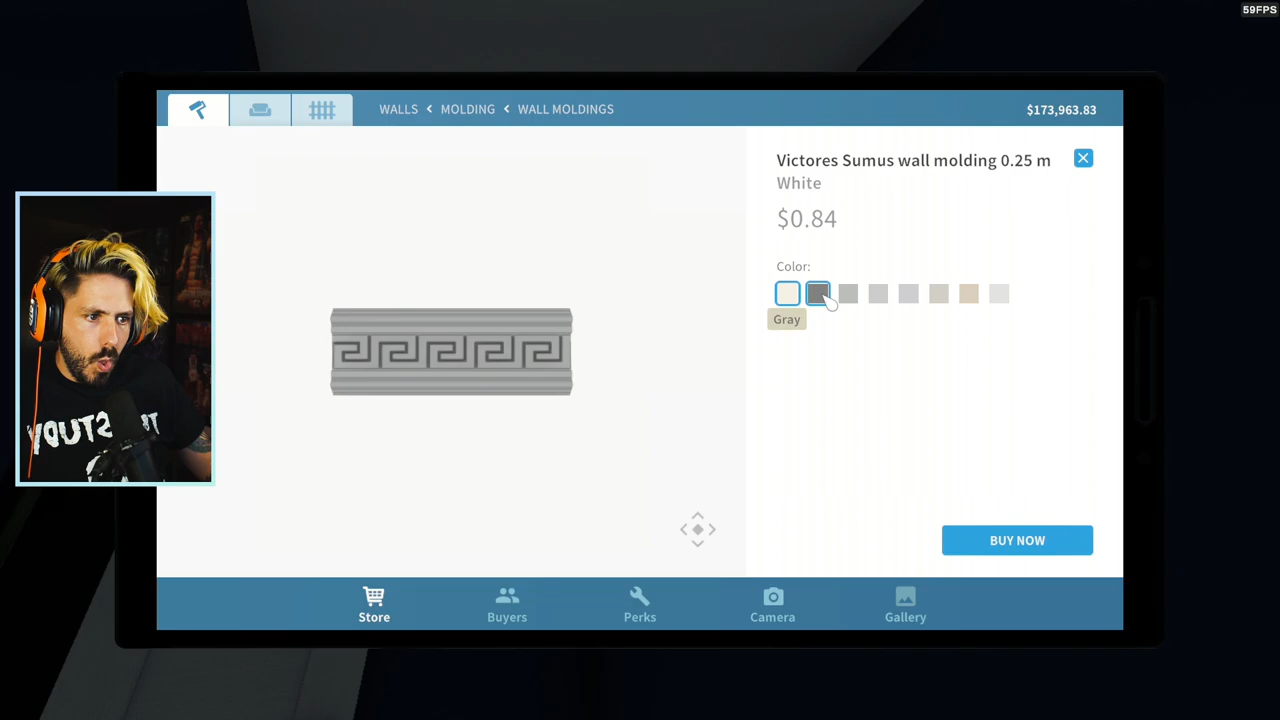 59FPS
WALLS < MOLDING < WALL MOLDINGS
$173,963.83
Victores Sumus wall molding 0.25 m
White
$0.84
Color:
Gray
BUY NOW
Store
Buyers
Perks
Camera
Gallery